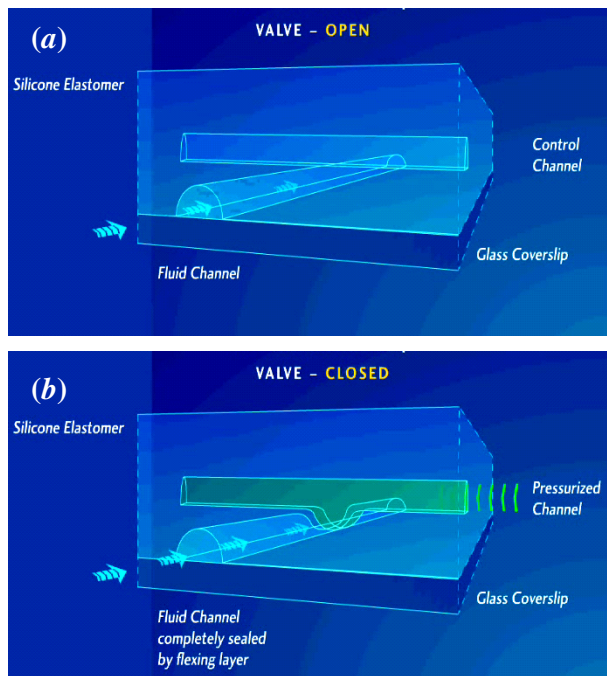 (a)
VALVE – OPEN
Silicone Elastomer
Control
Channel
Glass Coverslip
Fluid Channel
(b)
VALVE – CLOSED
Silicone Elastomer
Pressurized
Channel
Glass Coverslip
Fluid Channel
completely sealed
by flexing layer